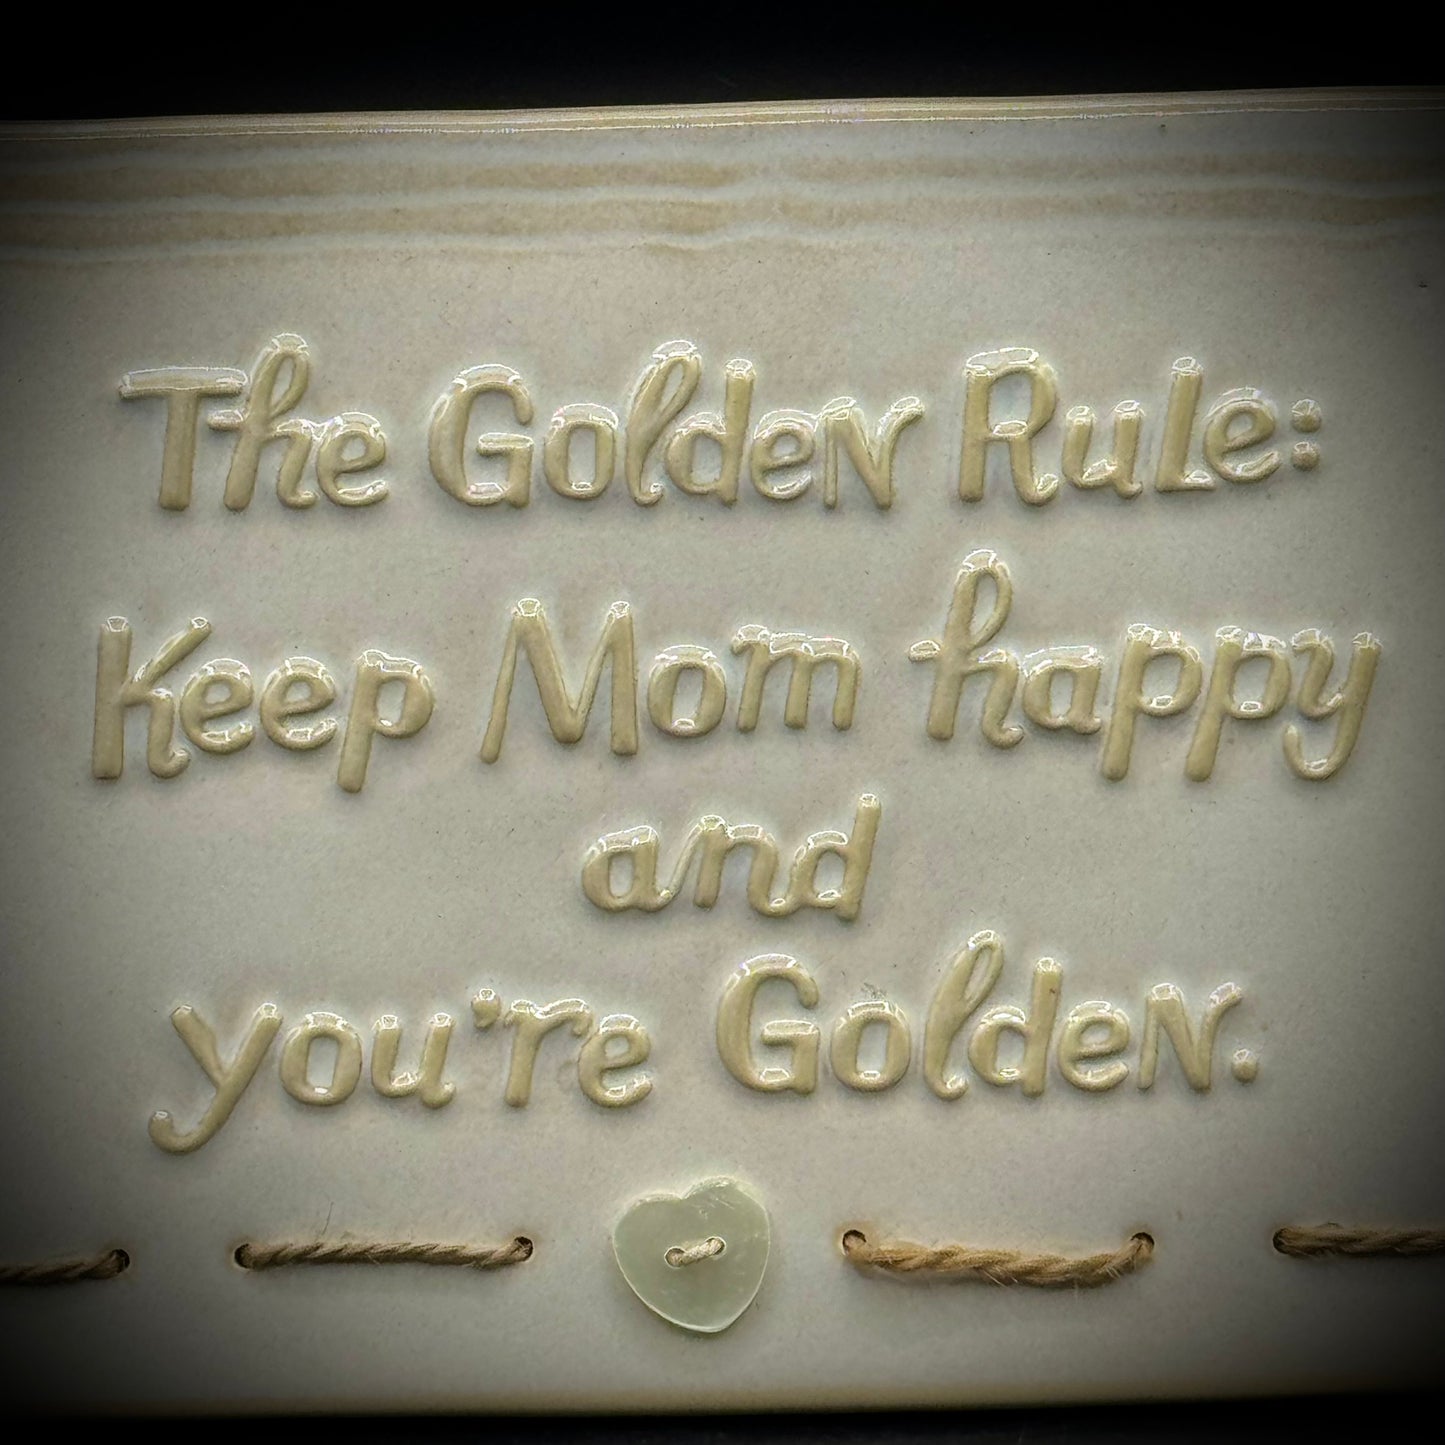 The Golden Rule:
Keep Mom happy
and
you're Golden.